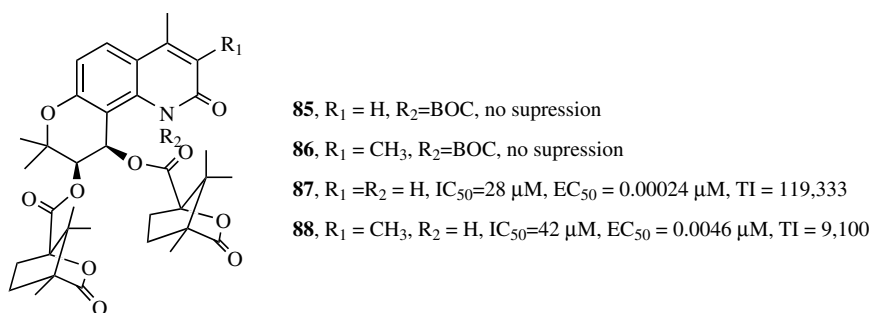 R1
O
N
O
R2
O
O
O
O
O
O
O
O
O
O
85, R1 = H, R2=BOC, no supression
86, R1 = CH3, R2=BOC, no supression
87, R1 =R2 = H, IC50=28 µM, EC50 = 0.00024 µM, TI = 119,333
88, R1 = CH3, R2 = H, IC50=42 µM, EC50 = 0.0046 µM, TI = 9,100